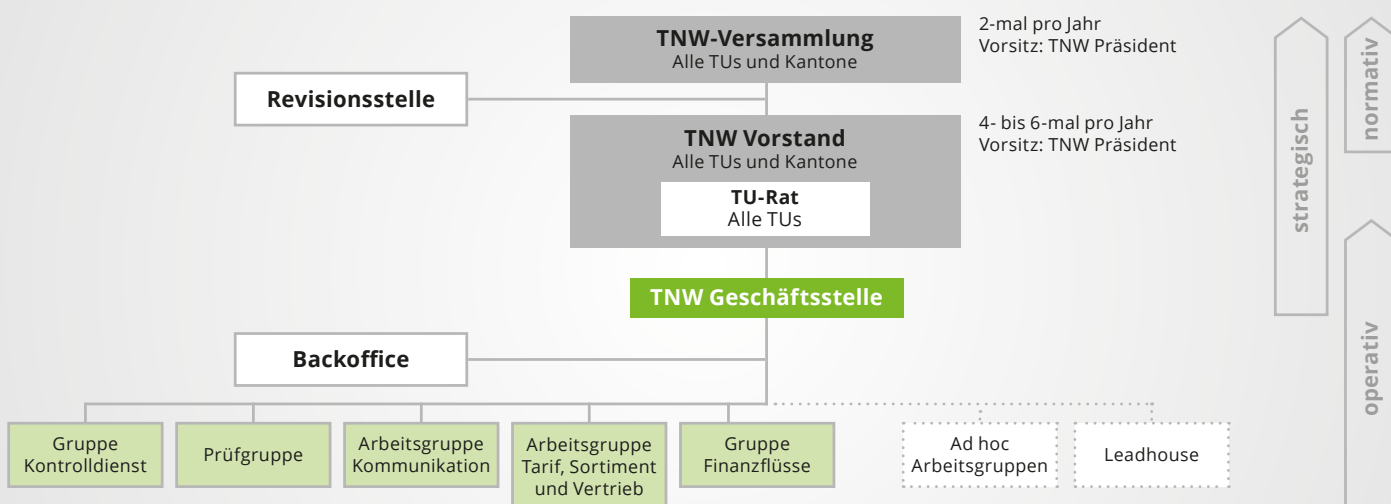 TNW-Versammlung
Alle TUs und Kantone
2-mal pro Jahr
Vorsitz: TNW Präsident
Revisionsstelle
TNW Vorstand
Alle TUs und Kantone
4- bis 6-mal pro Jahr
Vorsitz: TNW Präsident
TU-Rat
Alle TUs
TNW Geschäftsstelle
Backoffice
Gruppe
Kontrolldienst
Prüfgruppe
Arbeitsgruppe
Kommunikation
Arbeitsgruppe
Tarif, Sortiment
und Vertrieb
Gruppe
Finanzflüsse
Ad hoc
Arbeitsgruppen
Leadhouse
strategisch
normativ
operativ